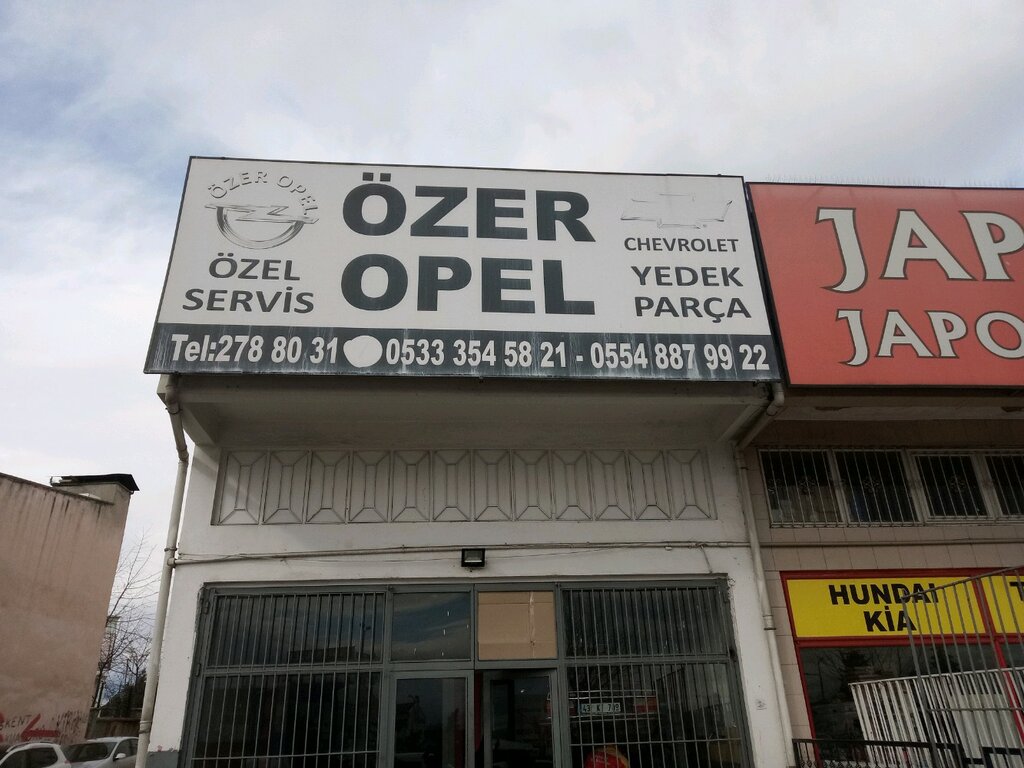 ÖZER OPEL
ÖZEL
SERVİS
ÖZER
OPEL
CHEVROLET
YEDEK
PARÇA
Tel:278 80 31 0533 354 58 21 - 0554 887 99 22
JAP
JAPO
HUNDAI
KİA